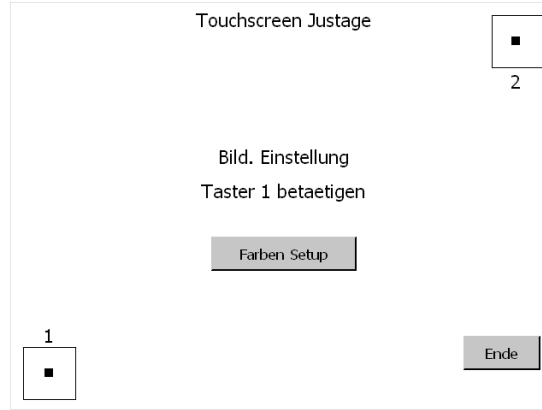 Touchscreen Justage
2
Bild. Einstellung
Taster 1 betaetigen
Farben Setup
1
Ende